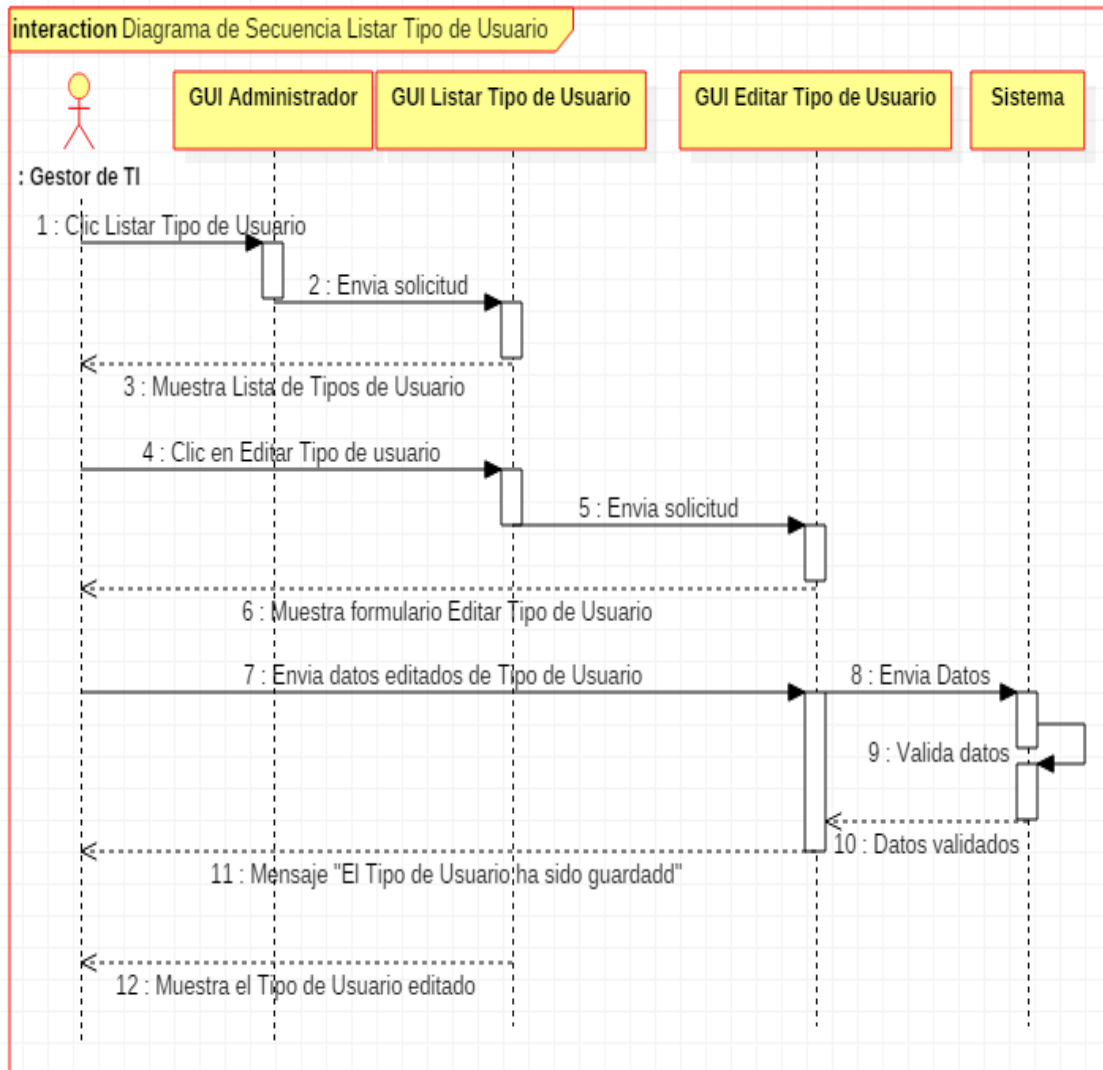 interaction Diagrama de Secuencia Listar Tipo de Usuario
GUI Administrador
GUI Listar Tipo de Usuario
GUI Editar Tipo de Usuario
Sistema
: Gestor de TI
1 : Clic Listar Tipo de Usuario
2 : Envia solicitud
3 : Muestra Lista de Tipos de Usuario
4 : Clic en Editar Tipo de usuario
5 : Envia solicitud
6 : Muestra formulario Editar Tipo de Usuario
7 : Envia datos editados de Tipo de Usuario
8 : Envia Datos
9 : Valida datos
10 : Datos validados
11 : Mensaje "El Tipo de Usuario ha sido guardadd"
12 : Muestra el Tipo de Usuario editado